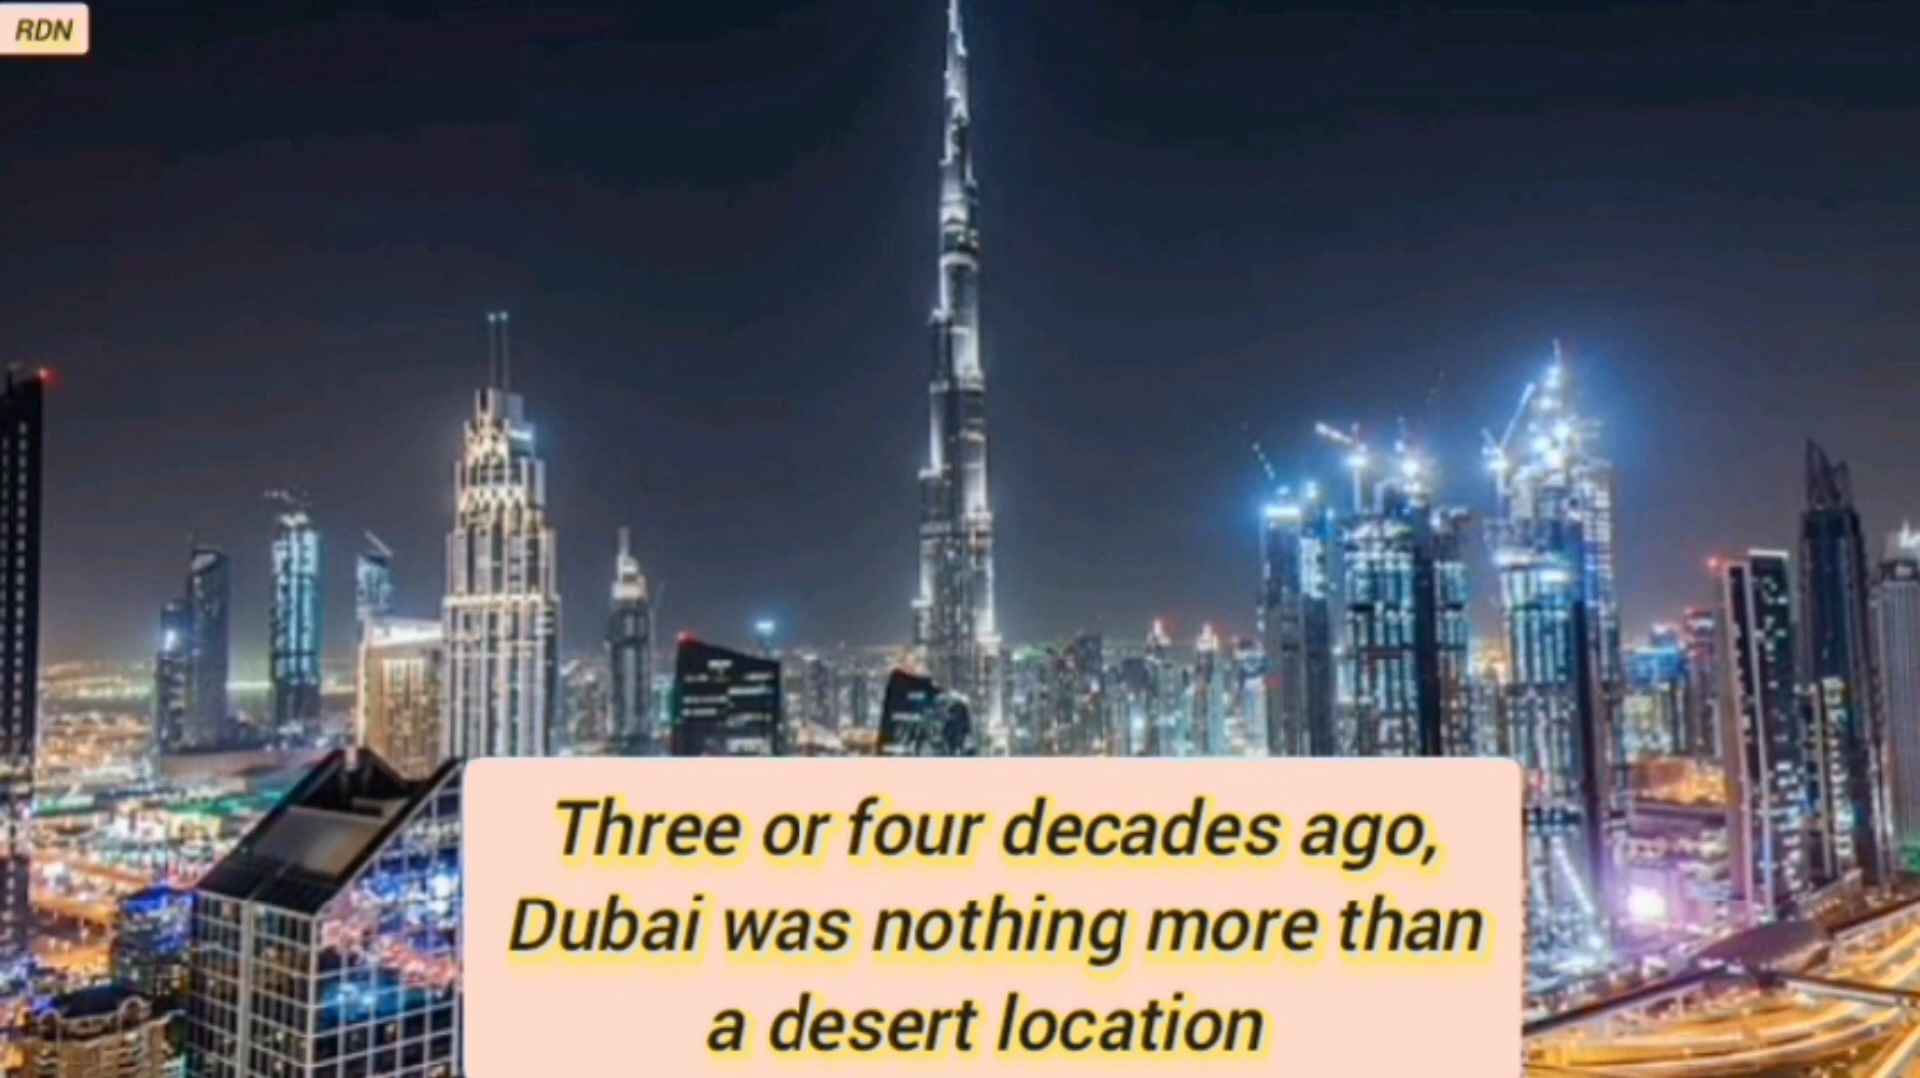 RDN
Three or four decades ago,
Dubai was nothing more than
a desert location